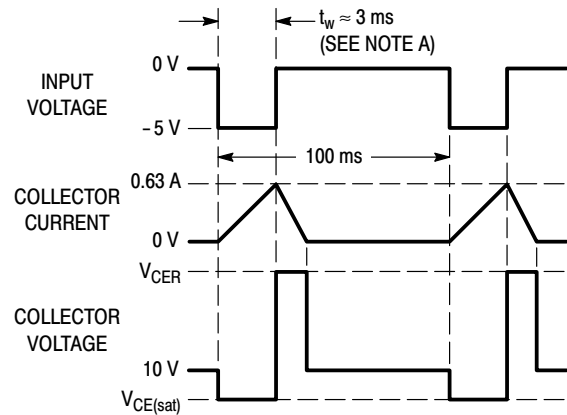 t_w ≈ 3 ms
(SEE NOTE A)
0 V
INPUT
VOLTAGE
−5 V
100 ms
0.63 A
COLLECTOR
CURRENT
0 V
V_CER
COLLECTOR
VOLTAGE
10 V
V_CE(sat)